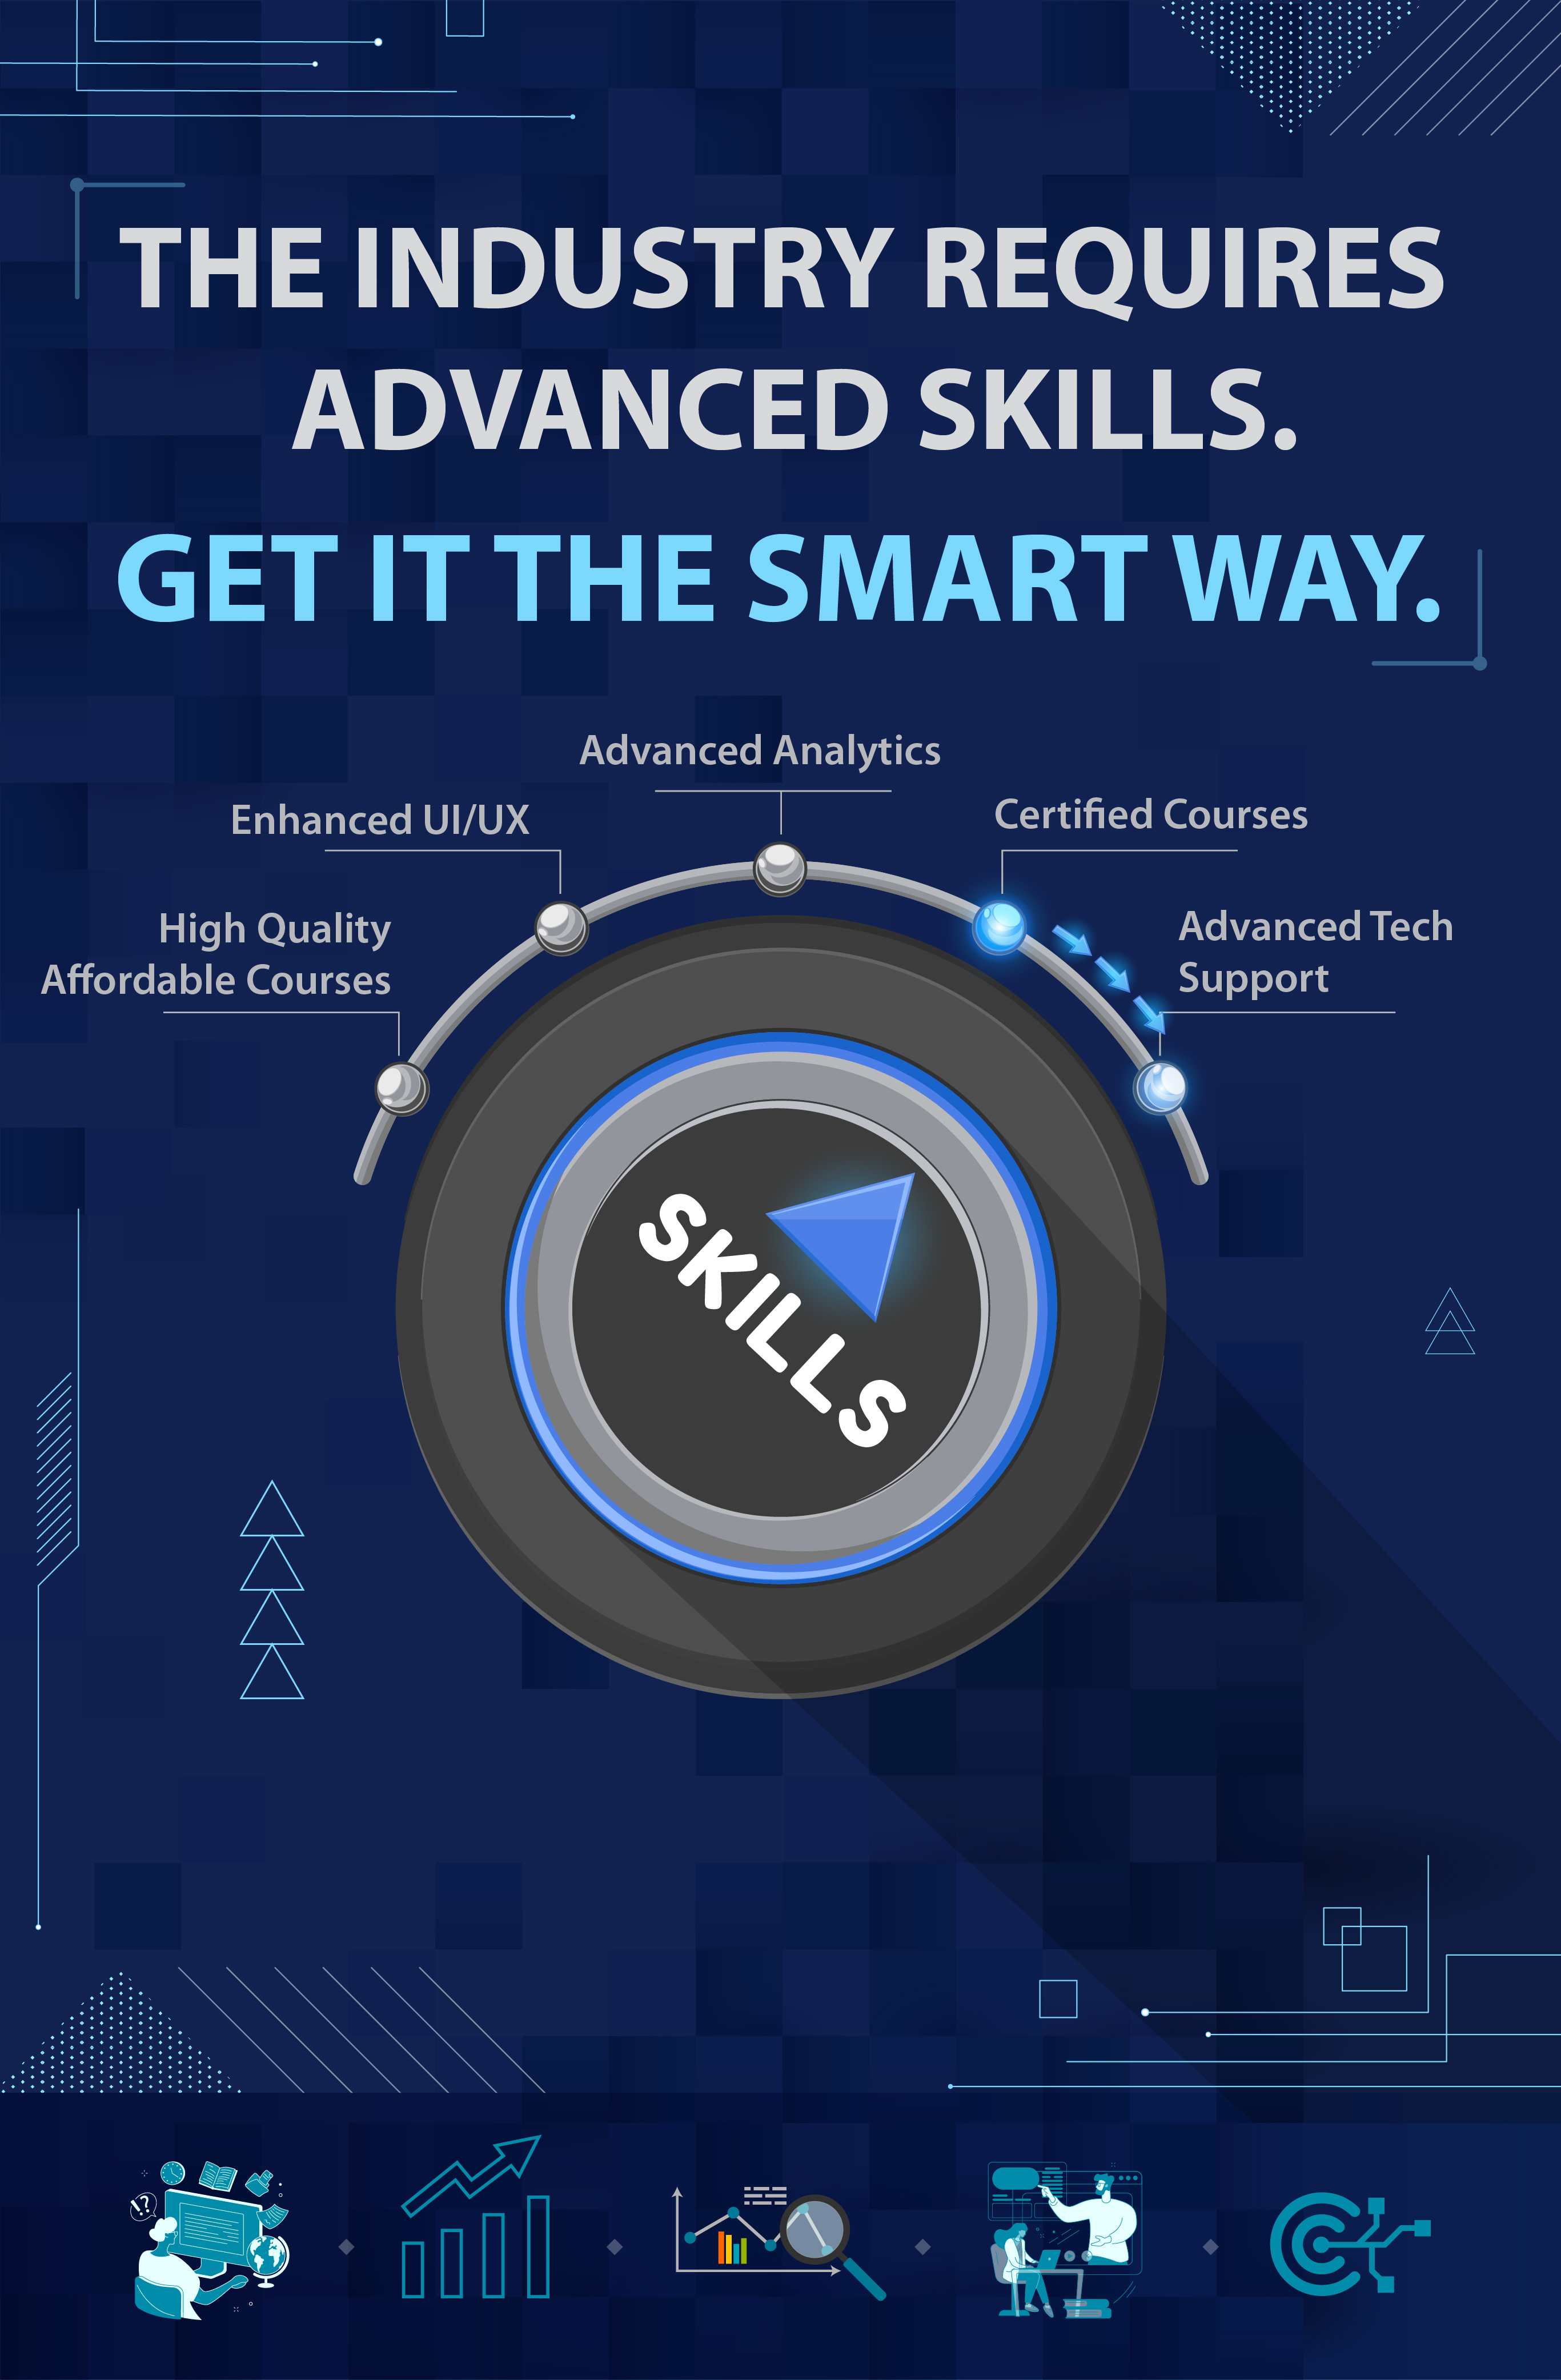 THE INDUSTRY REQUIRES
ADVANCED SKILLS.
GET IT THE SMART WAY.
Advanced Analytics
Enhanced UI/UX
Certified Courses
High Quality
Affordable Courses
Advanced Tech
Support
SKILLS
!?